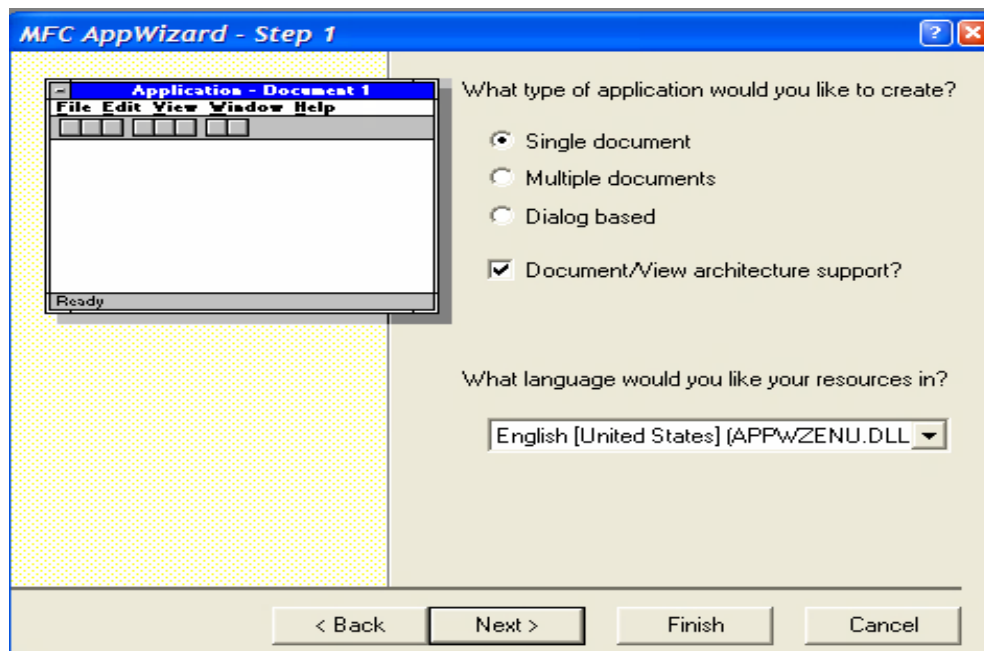 MFC AppWizard - Step 1
Application - Document 1
File Edit View Window Help
Ready
What type of application would you like to create?
Single document
Multiple documents
Dialog based
Document/View architecture support?
What language would you like your resources in?
English [United States] (APPWZENU.DLL
< Back Next > Finish Cancel